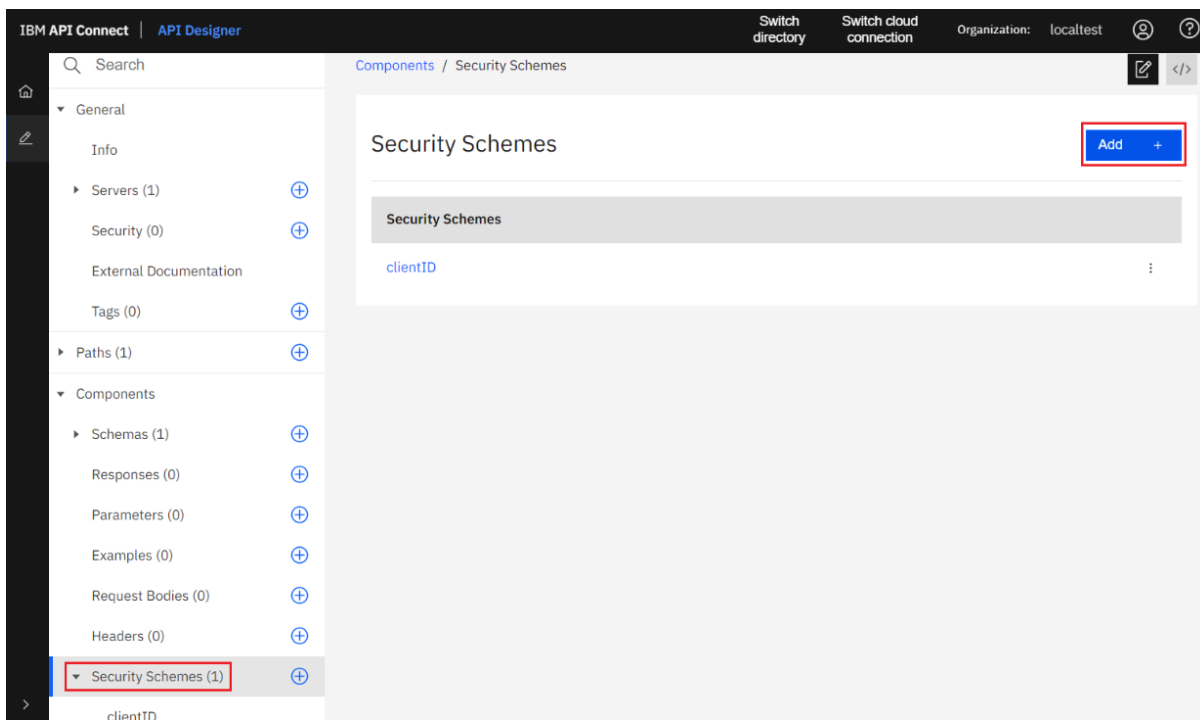 IBM API Connect | API Designer
Switch directory
Switch cloud connection
Organization: localtest
Search
General
Info
Servers (1)
Security (0)
External Documentation
Tags (0)
Paths (1)
Components
Schemas (1)
Responses (0)
Parameters (0)
Examples (0)
Request Bodies (0)
Headers (0)
Security Schemes (1)
clientID
Components / Security Schemes
</>
Security Schemes
Add +
Security Schemes
clientID